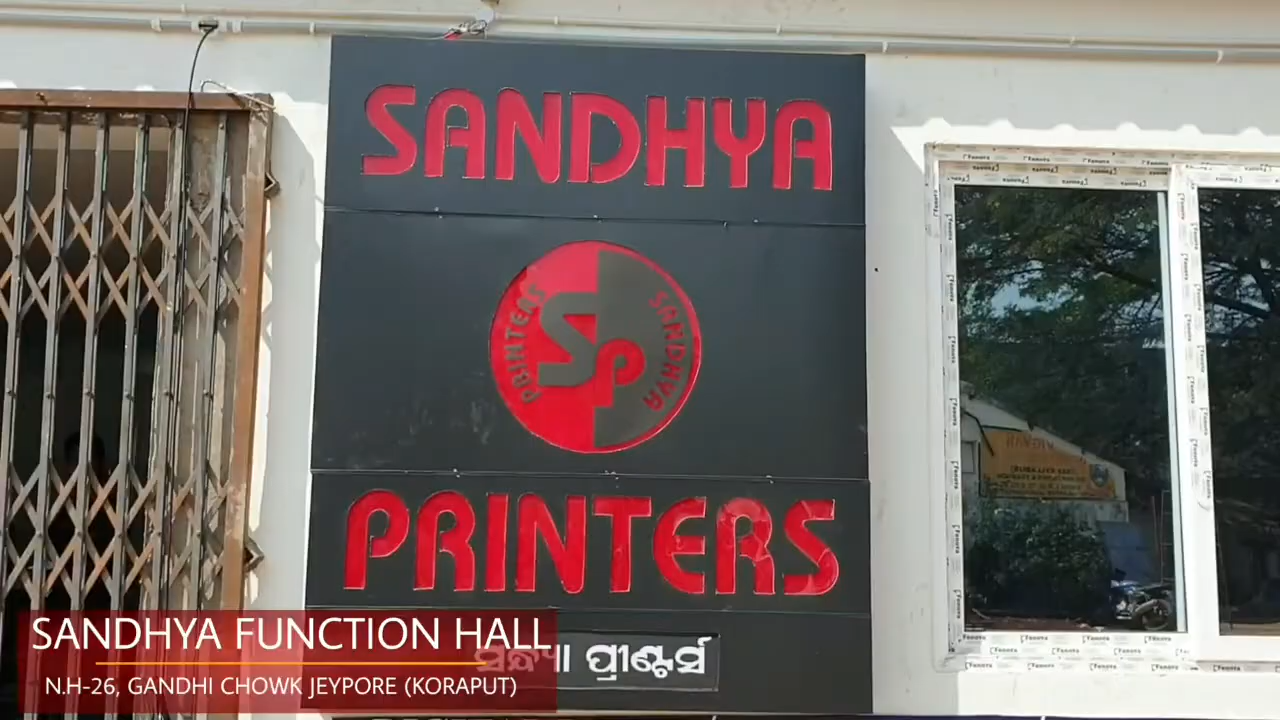 SANDHYA
PRINTERS
SANDHYA
SP
PRINTERS
ସନ୍ଧ୍ୟା ପ୍ରୀଣ୍ଟର୍ସ
SANDHYA FUNCTION HALL
N.H-26, GANDHI CHOWK JEYPORE (KORAPUT)